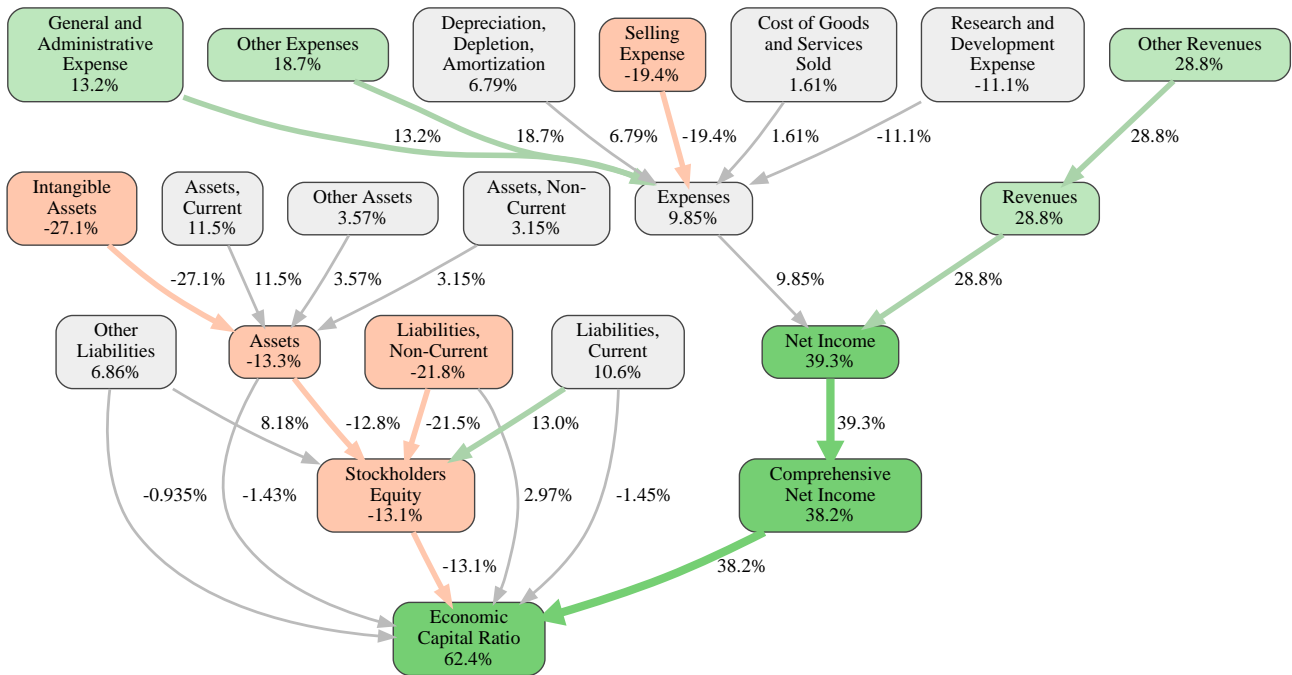 General and
Administrative
Expense
13.2%
Other Expenses
18.7%
Depreciation,
Depletion,
Amortization
6.79%
Selling
Expense
-19.4%
Cost of Goods
and Services
Sold
1.61%
Research and
Development
Expense
-11.1%
Other Revenues
28.8%
13.2%
18.7%
6.79%
-19.4%
1.61%
-11.1%
28.8%
Intangible
Assets
-27.1%
Assets,
Current
11.5%
Other Assets
3.57%
Assets, Non-
Current
3.15%
Expenses
9.85%
Revenues
28.8%
-27.1%
11.5%
3.57%
3.15%
9.85%
28.8%
Other
Liabilities
6.86%
Assets
-13.3%
Liabilities,
Non-Current
-21.8%
Liabilities,
Current
10.6%
Net Income
39.3%
8.18%
-12.8%
-21.5%
13.0%
39.3%
-0.935%
-1.43%
Stockholders
Equity
-13.1%
2.97%
-1.45%
Comprehensive
Net Income
38.2%
-13.1%
38.2%
Economic
Capital Ratio
62.4%